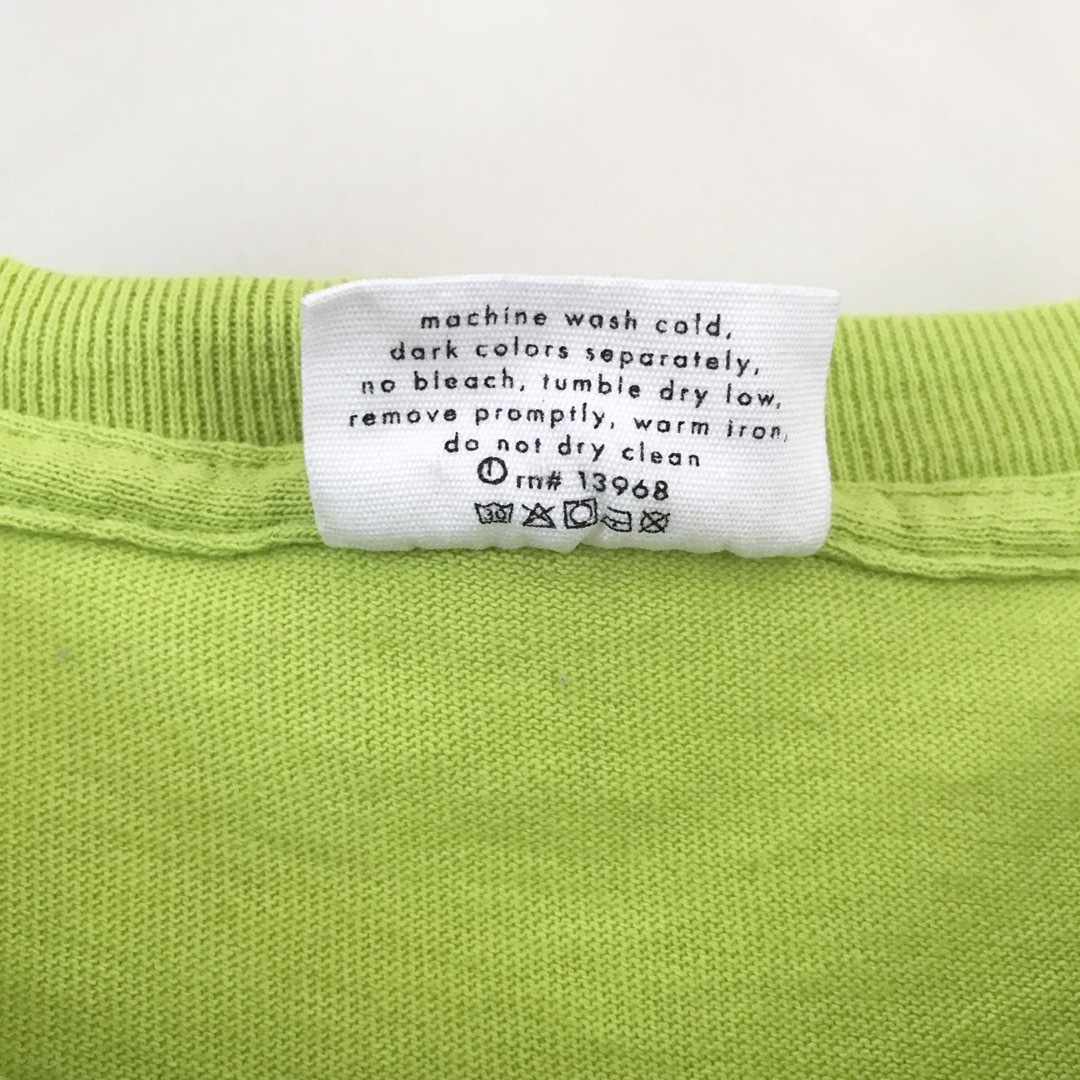 machine wash cold,
dark colors separately,
no bleach, tumble dry low,
remove promptly, warm iron,
do not dry clean
rn# 13968
30